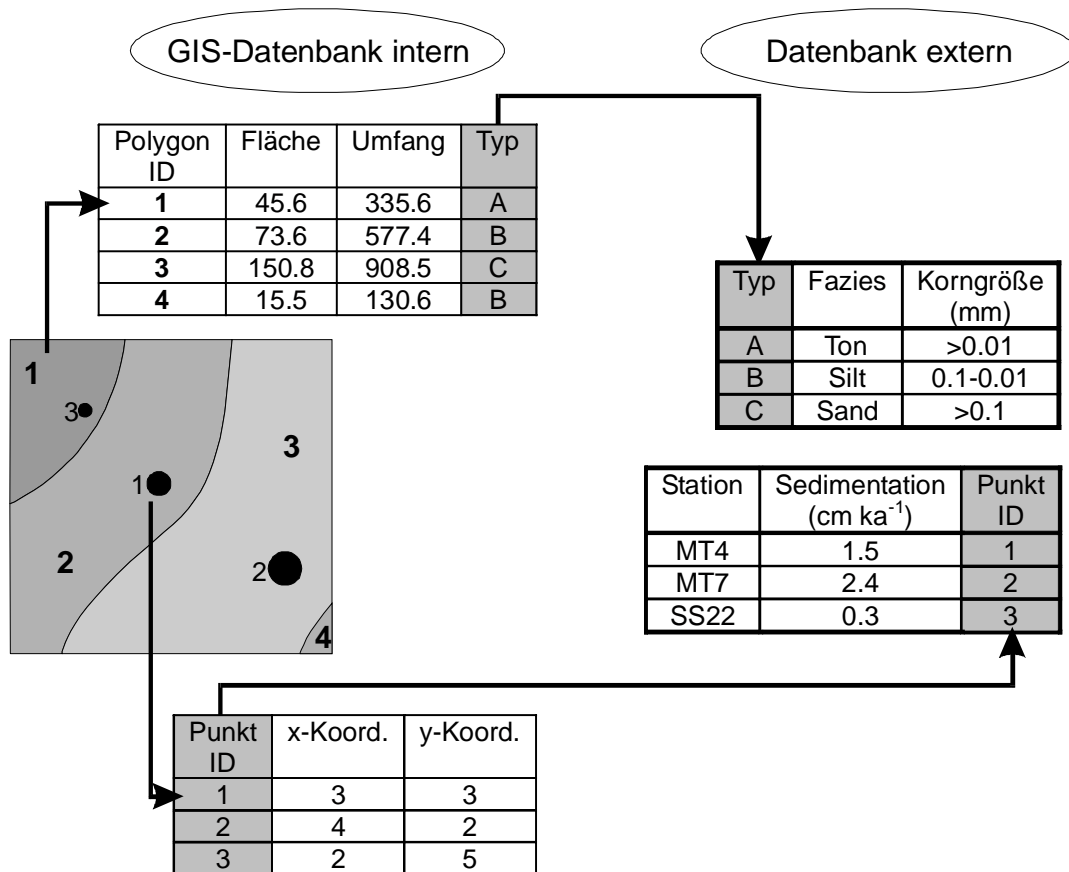 GIS-Datenbank intern
Datenbank extern
Polygon ID Fläche Umfang Typ
1 45.6 335.6 A
2 73.6 577.4 B
3 150.8 908.5 C
4 15.5 130.6 B
Typ Fazies Korngröße (mm)
A Ton >0.01
B Silt 0.1-0.01
C Sand >0.1
1
3
3
1
2
2
4
Station Sedimentation (cm ka⁻¹) Punkt ID
MT4 1.5 1
MT7 2.4 2
SS22 0.3 3
Punkt ID x-Koord. y-Koord.
1 3 3
2 4 2
3 2 5